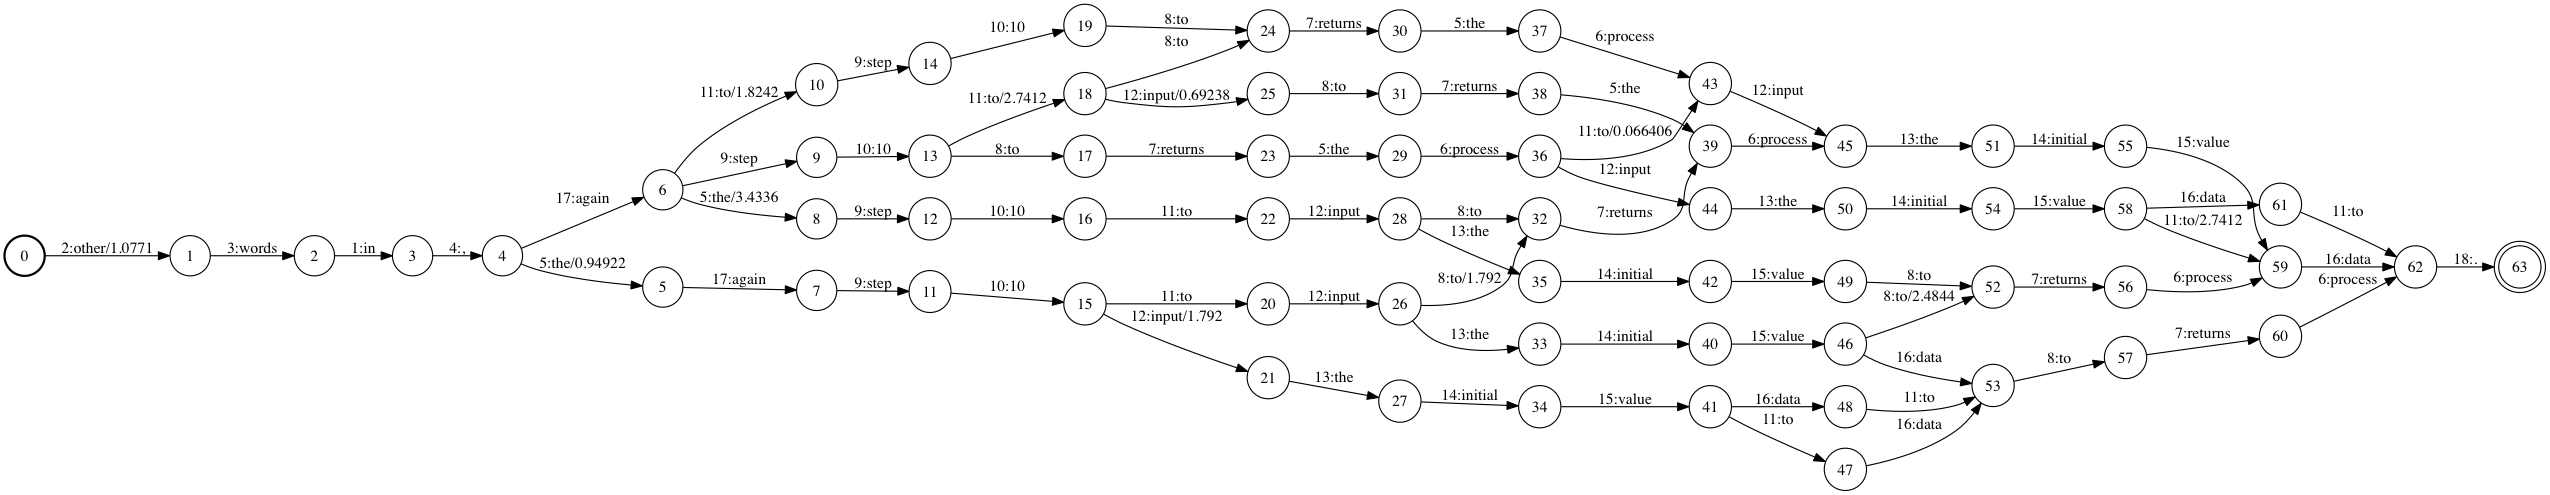 0
2:other/1.0771
1
3:words
2
1:in
3
4:,
4
17:again
5:the/0.94922
6
5
11:to/1.8242
9:step
5:the/3.4336
17:again
10
9
8
7
9:step
10:10
9:step
9:step
14
13
12
11
10:10
11:to/2.7412
8:to
10:10
10:10
19
18
17
16
15
8:to
8:to
12:input/0.69238
7:returns
11:to
11:to
12:input/1.792
24
25
23
22
20
21
7:returns
8:to
5:the
12:input
12:input
13:the
30
31
29
28
26
27
5:the
7:returns
6:process
8:to
13:the
8:to/1.792
13:the
14:initial
37
38
36
32
35
33
34
6:process
5:the
11:to/0.066406
12:input
7:returns
14:initial
14:initial
15:value
43
39
44
42
40
41
12:input
6:process
13:the
15:value
15:value
16:data
11:to
45
50
49
46
48
47
13:the
14:initial
8:to
8:to/2.4844
16:data
11:to
16:data
51
54
52
53
14:initial
15:value
7:returns
8:to
55
58
56
57
15:value
16:data
11:to/2.7412
6:process
7:returns
61
59
60
11:to
16:data
6:process
62
18:.
63